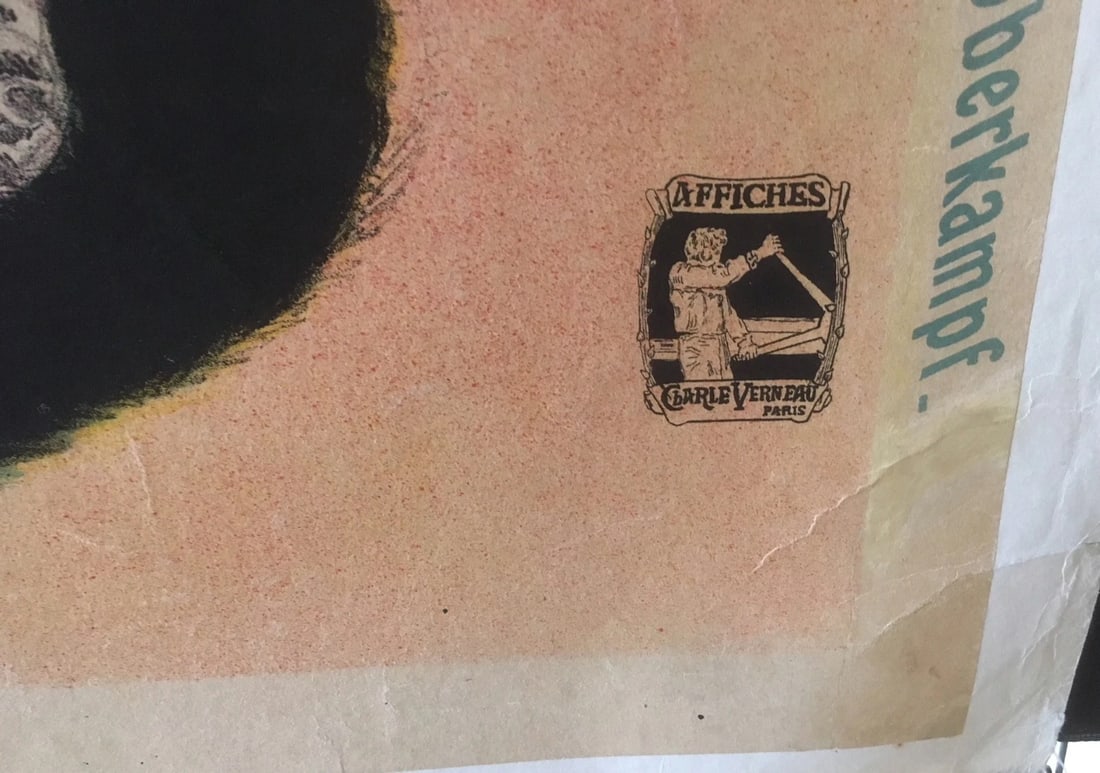 AFFICHES
CHARLE VERNEAU
PARIS
oberkampf -